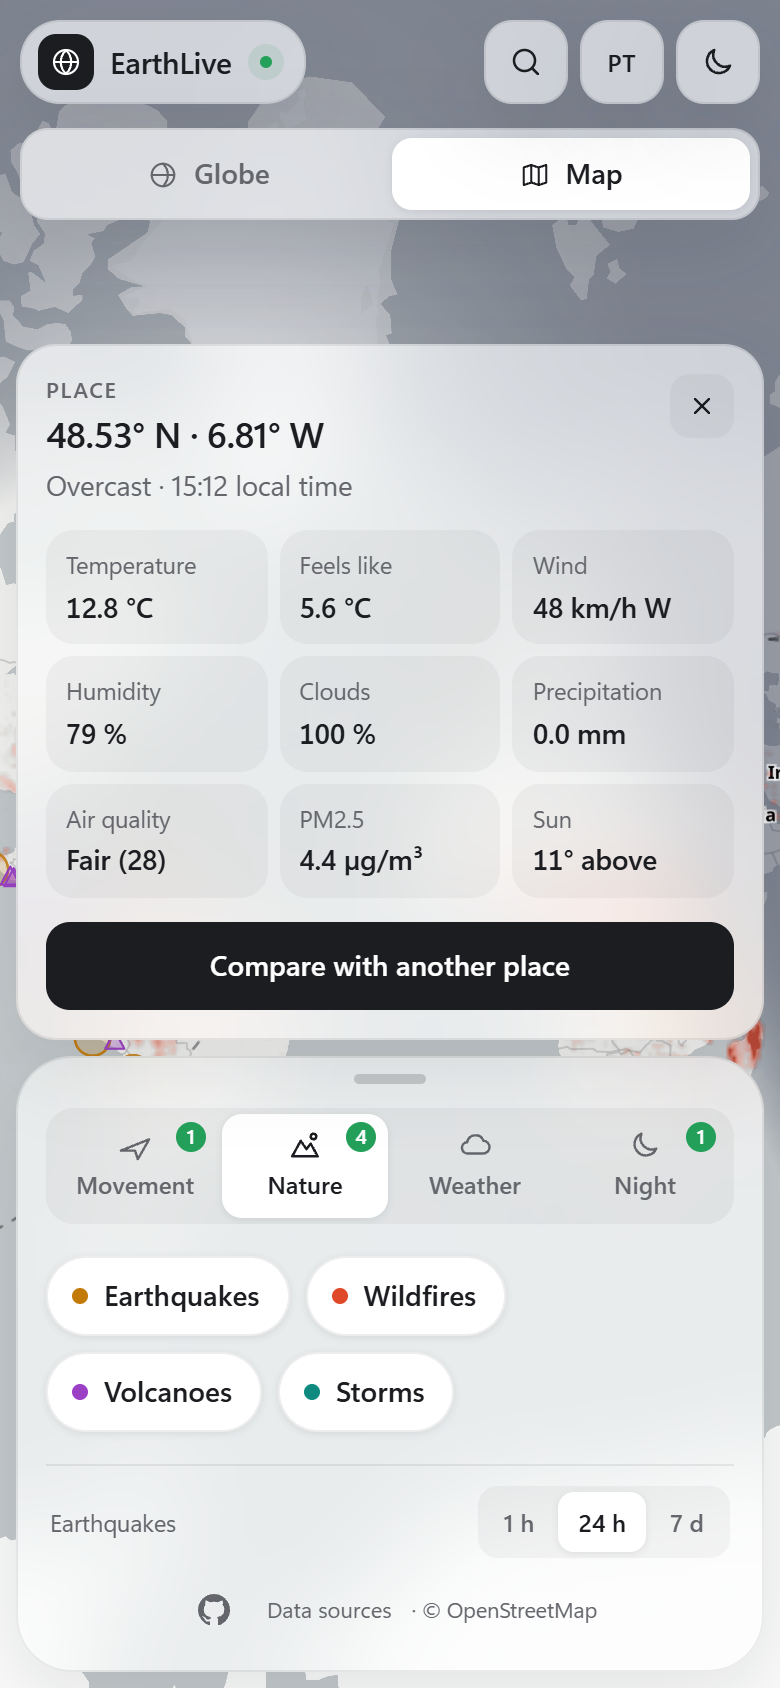 EarthLive
PT
Globe
Map
PLACE
48.53° N · 6.81° W
Overcast · 15:12 local time
Temperature
12.8 °C
Feels like
5.6 °C
Wind
48 km/h W
Humidity
79 %
Clouds
100 %
Precipitation
0.0 mm
Air quality
Fair (28)
PM2.5
4.4 µg/m³
Sun
11° above
Compare with another place
1
Movement
4
Nature
Weather
1
Night
Earthquakes
Wildfires
Volcanoes
Storms
Earthquakes
1 h
24 h
7 d
Data sources · © OpenStreetMap